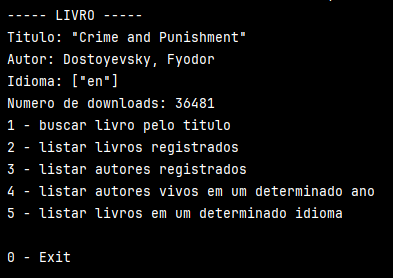 ----- LIVRO -----
Titulo: "Crime and Punishment"
Autor: Dostoyevsky, Fyodor
Idioma: ["en"]
Numero de downloads: 36481
1 - buscar livro pelo titulo
2 - listar livros registrados
3 - listar autores registrados
4 - listar autores vivos em um determinado ano
5 - listar livros em um determinado idioma
0 - Exit